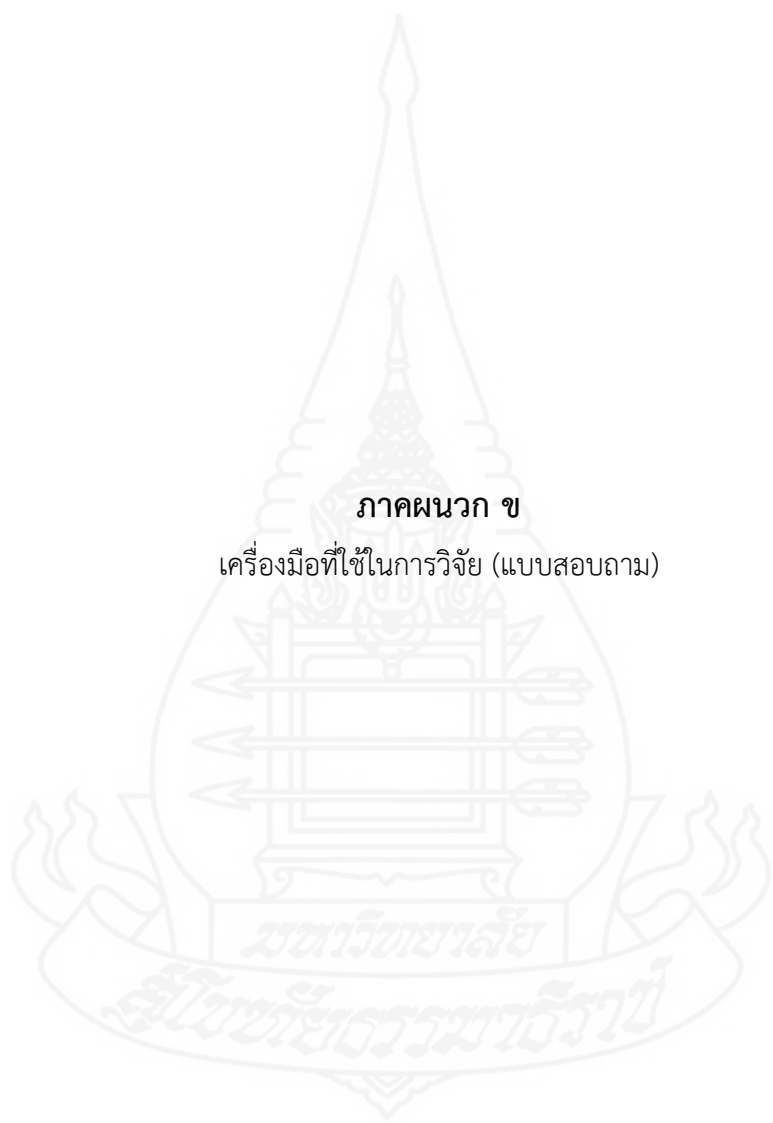 ภาคผนวก ข
เครื่องมือที่ใช้ในการวิจัย (แบบสอบถาม)
มหาวิทยาลัย
สุโขทัยธรรมาธิราช